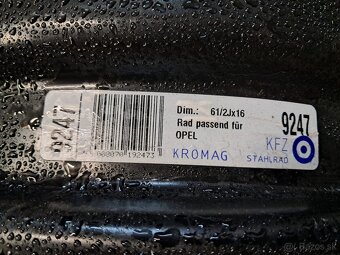 9247
Dim.: 61/2Jx16
Rad passend für
OPEL
9247
KROMAG
KFZ
STAHLRAD